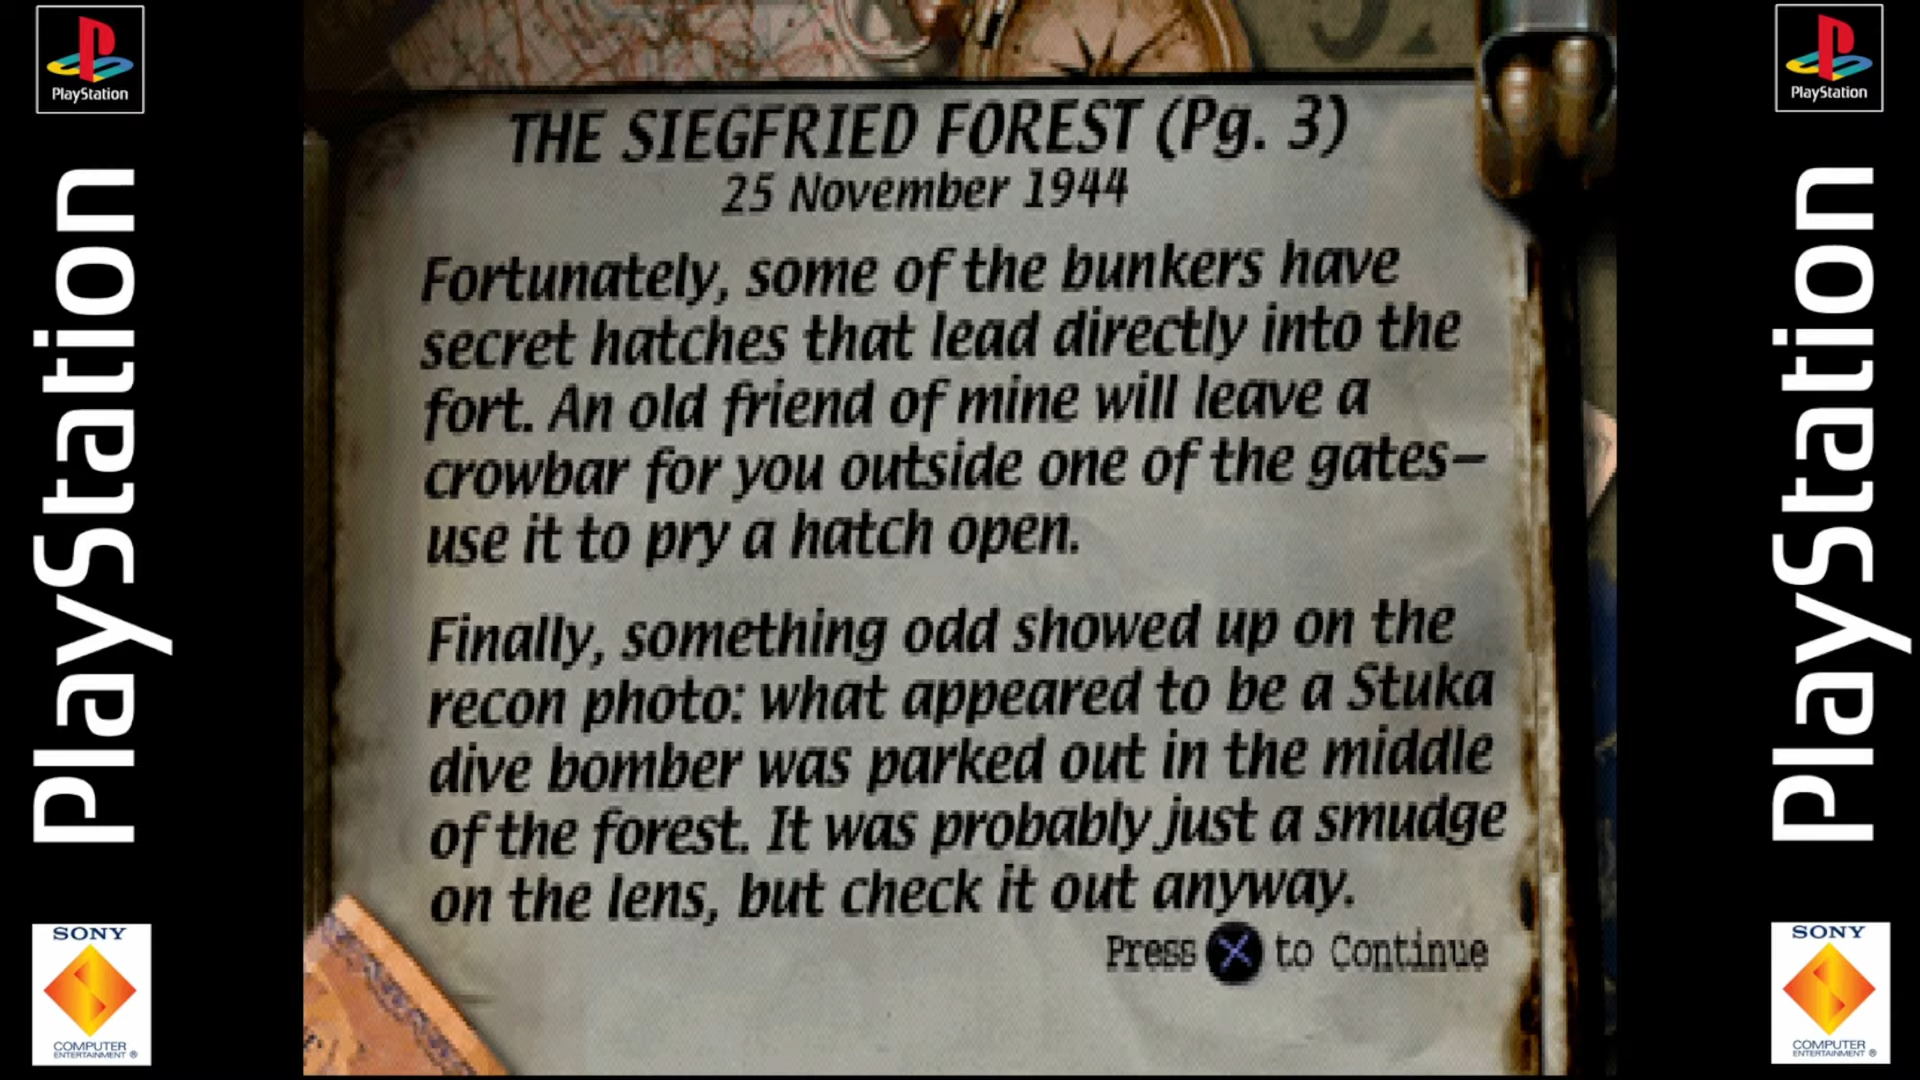 PlayStation
PlayStation
SONY
COMPUTER
ENTERTAINMENT ®
THE SIEGFRIED FOREST (Pg. 3)
25 November 1944
Fortunately, some of the bunkers have
secret hatches that lead directly into the
fort. An old friend of mine will leave a
crowbar for you outside one of the gates–
use it to pry a hatch open.
Finally, something odd showed up on the
recon photo: what appeared to be a Stuka
dive bomber was parked out in the middle
of the forest. It was probably just a smudge
on the lens, but check it out anyway.
Press X to Continue
PlayStation
PlayStation
SONY
COMPUTER
ENTERTAINMENT ®